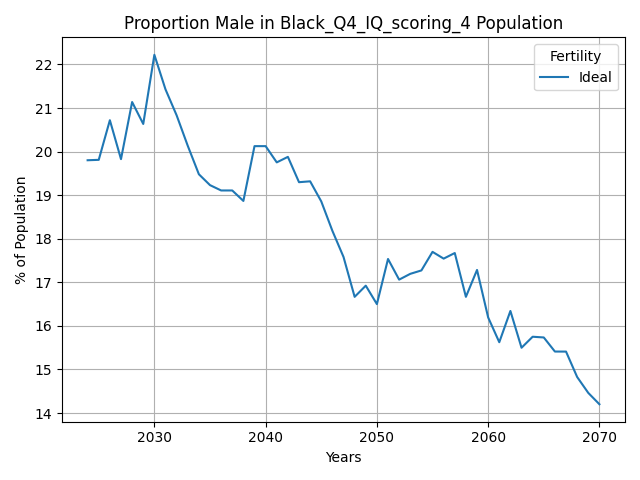 Proportion Male in Black_Q4_IQ_scoring_4 Population
Fertility
Ideal
22
21
20
19
18
17
16
15
14
% of Population
2030 2040 2050 2060 2070
Years